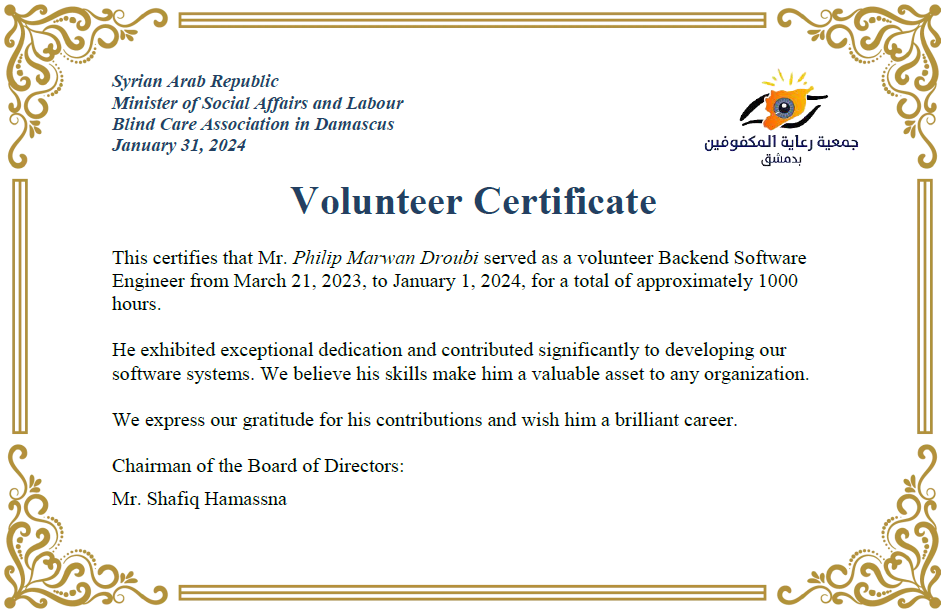 Syrian Arab Republic
Minister of Social Affairs and Labour
Blind Care Association in Damascus
January 31, 2024
جمعية رعاية المكفوفين
بدمشق
Volunteer Certificate
This certifies that Mr. Philip Marwan Droubi served as a volunteer Backend Software
Engineer from March 21, 2023, to January 1, 2024, for a total of approximately 1000
hours.
He exhibited exceptional dedication and contributed significantly to developing our
software systems. We believe his skills make him a valuable asset to any organization.
We express our gratitude for his contributions and wish him a brilliant career.
Chairman of the Board of Directors:
Mr. Shafiq Hamassna